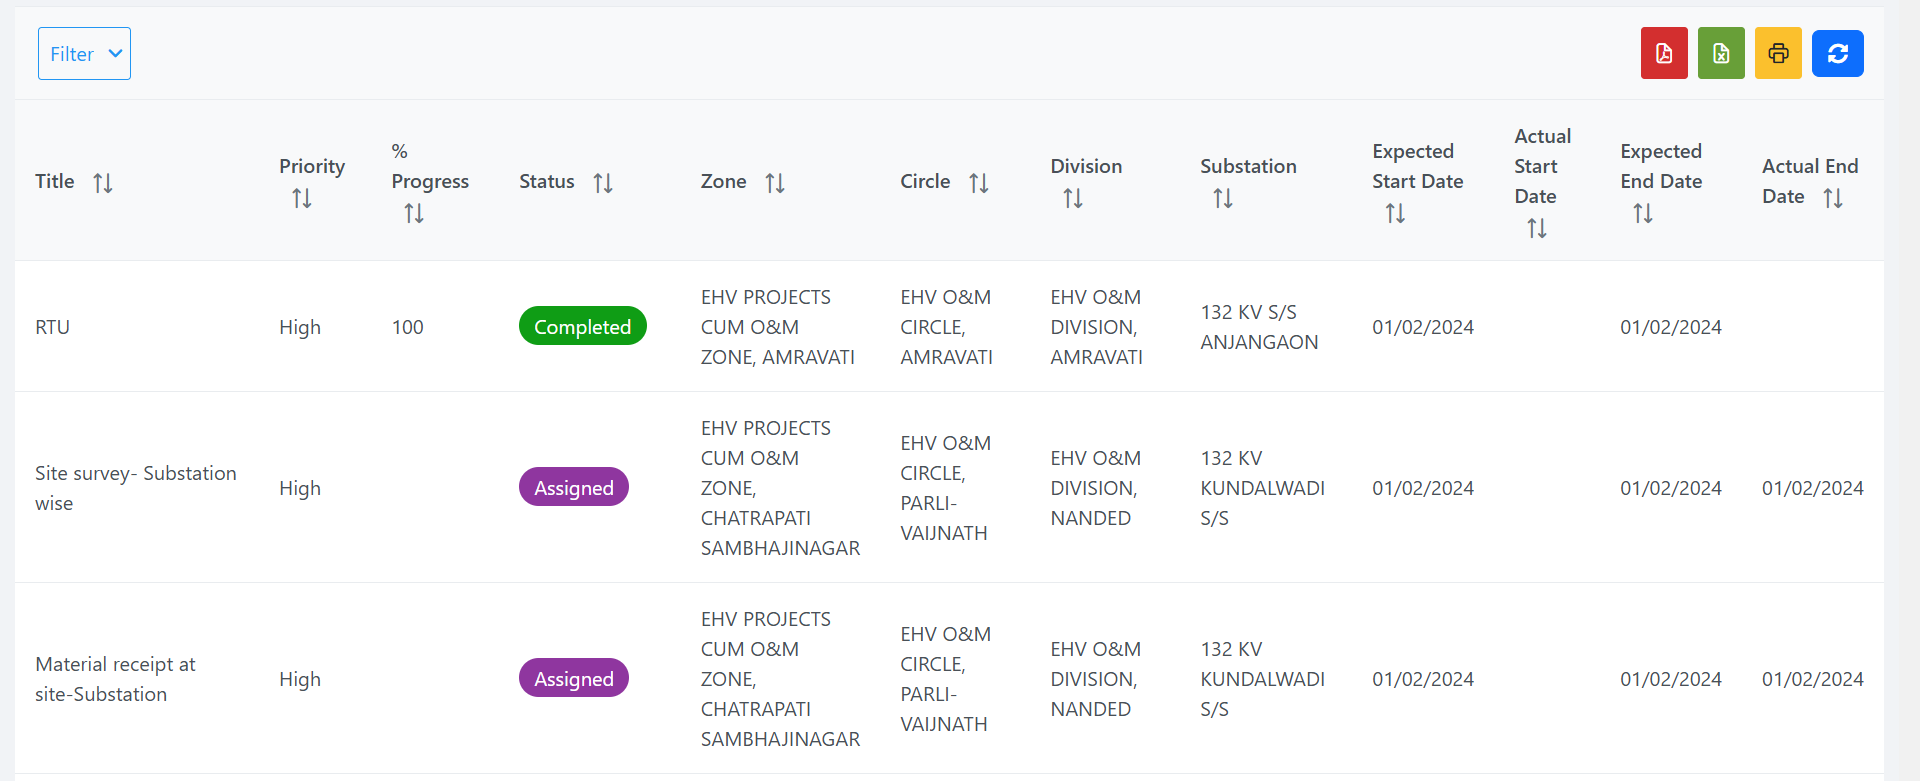 Filter
Title
Priority
%
Progress
Status
Zone
Circle
Division
Substation
Expected
Start Date
Actual
Start
Date
Expected
End Date
Actual End
Date
RTU
High
100
Completed
EHV PROJECTS
CUM O&M
ZONE, AMRAVATI
EHV O&M
CIRCLE,
AMRAVATI
EHV O&M
DIVISION,
AMRAVATI
132 KV S/S
ANJANGAON
01/02/2024
01/02/2024
Site survey- Substation
wise
High
Assigned
EHV PROJECTS
CUM O&M
ZONE,
CHATRAPATI
SAMBHAJINAGAR
EHV O&M
CIRCLE,
PARLI-
VAIJNATH
EHV O&M
DIVISION,
NANDED
132 KV
KUNDALWADI
S/S
01/02/2024
01/02/2024
01/02/2024
Material receipt at
site-Substation
High
Assigned
EHV PROJECTS
CUM O&M
ZONE,
CHATRAPATI
SAMBHAJINAGAR
EHV O&M
CIRCLE,
PARLI-
VAIJNATH
EHV O&M
DIVISION,
NANDED
132 KV
KUNDALWADI
S/S
01/02/2024
01/02/2024
01/02/2024